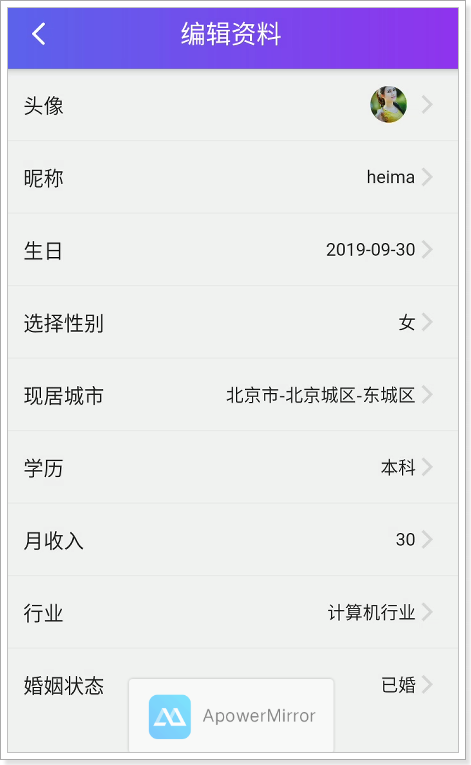 编辑资料
头像
昵称 heima
生日 2019-09-30
选择性别 女
现居城市 北京市-北京城区-东城区
学历 本科
月收入 30
行业 计算机行业
婚姻状态 已婚
ApowerMirror